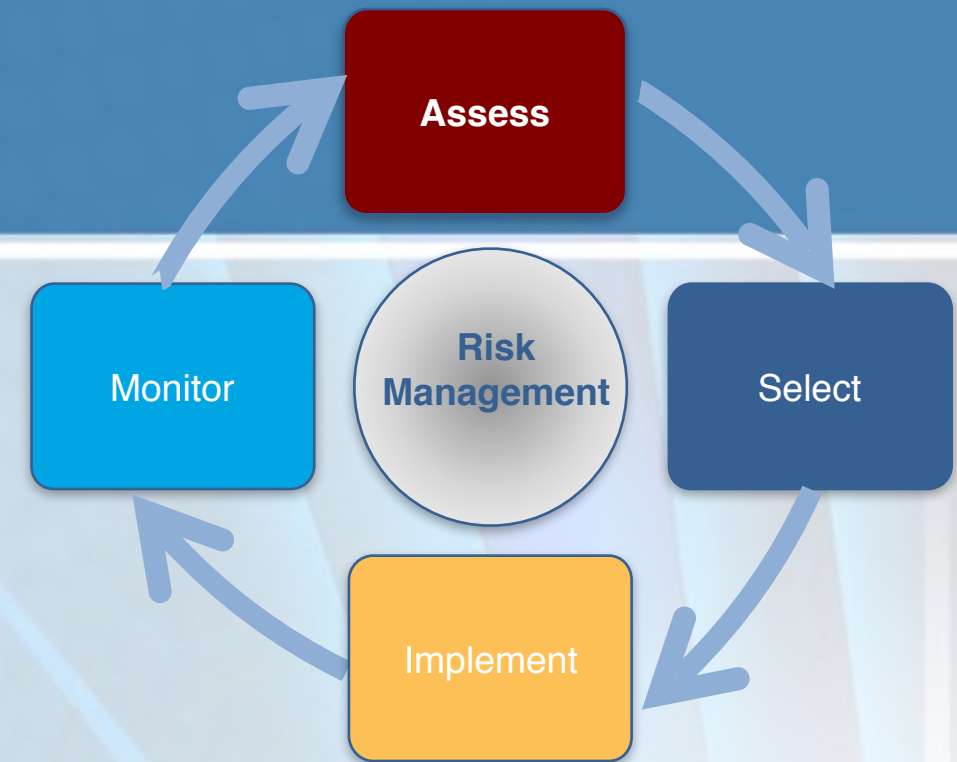 Assess
Risk
Management
Monitor
Select
Implement